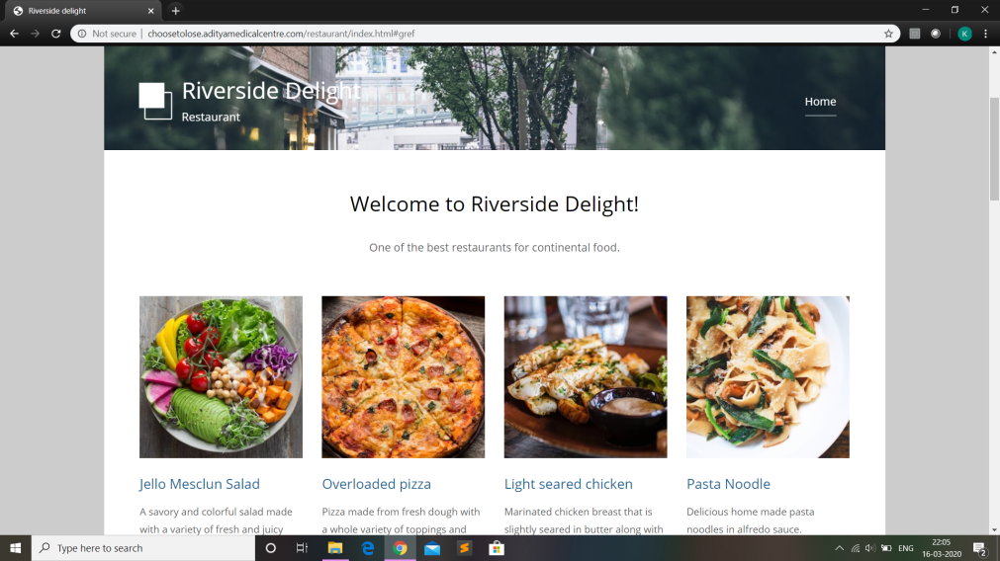 Riverside delight
Not secure | choosetolose.adityamedicalcentre.com/restaurant/index.html#gref
K
Riverside Delight
Restaurant
Home
Welcome to Riverside Delight!
One of the best restaurants for continental food.
Jello Mesclun Salad
A savory and colorful salad made
with a variety of fresh and juicy
Overloaded pizza
Pizza made from fresh dough with
a whole variety of toppings and
Light seared chicken
Marinated chicken breast that is
slightly seared in butter along with
Pasta Noodle
Delicious home made pasta
noodles in alfredo sauce.
Type here to search
ENG
22:05
16-03-2020
2